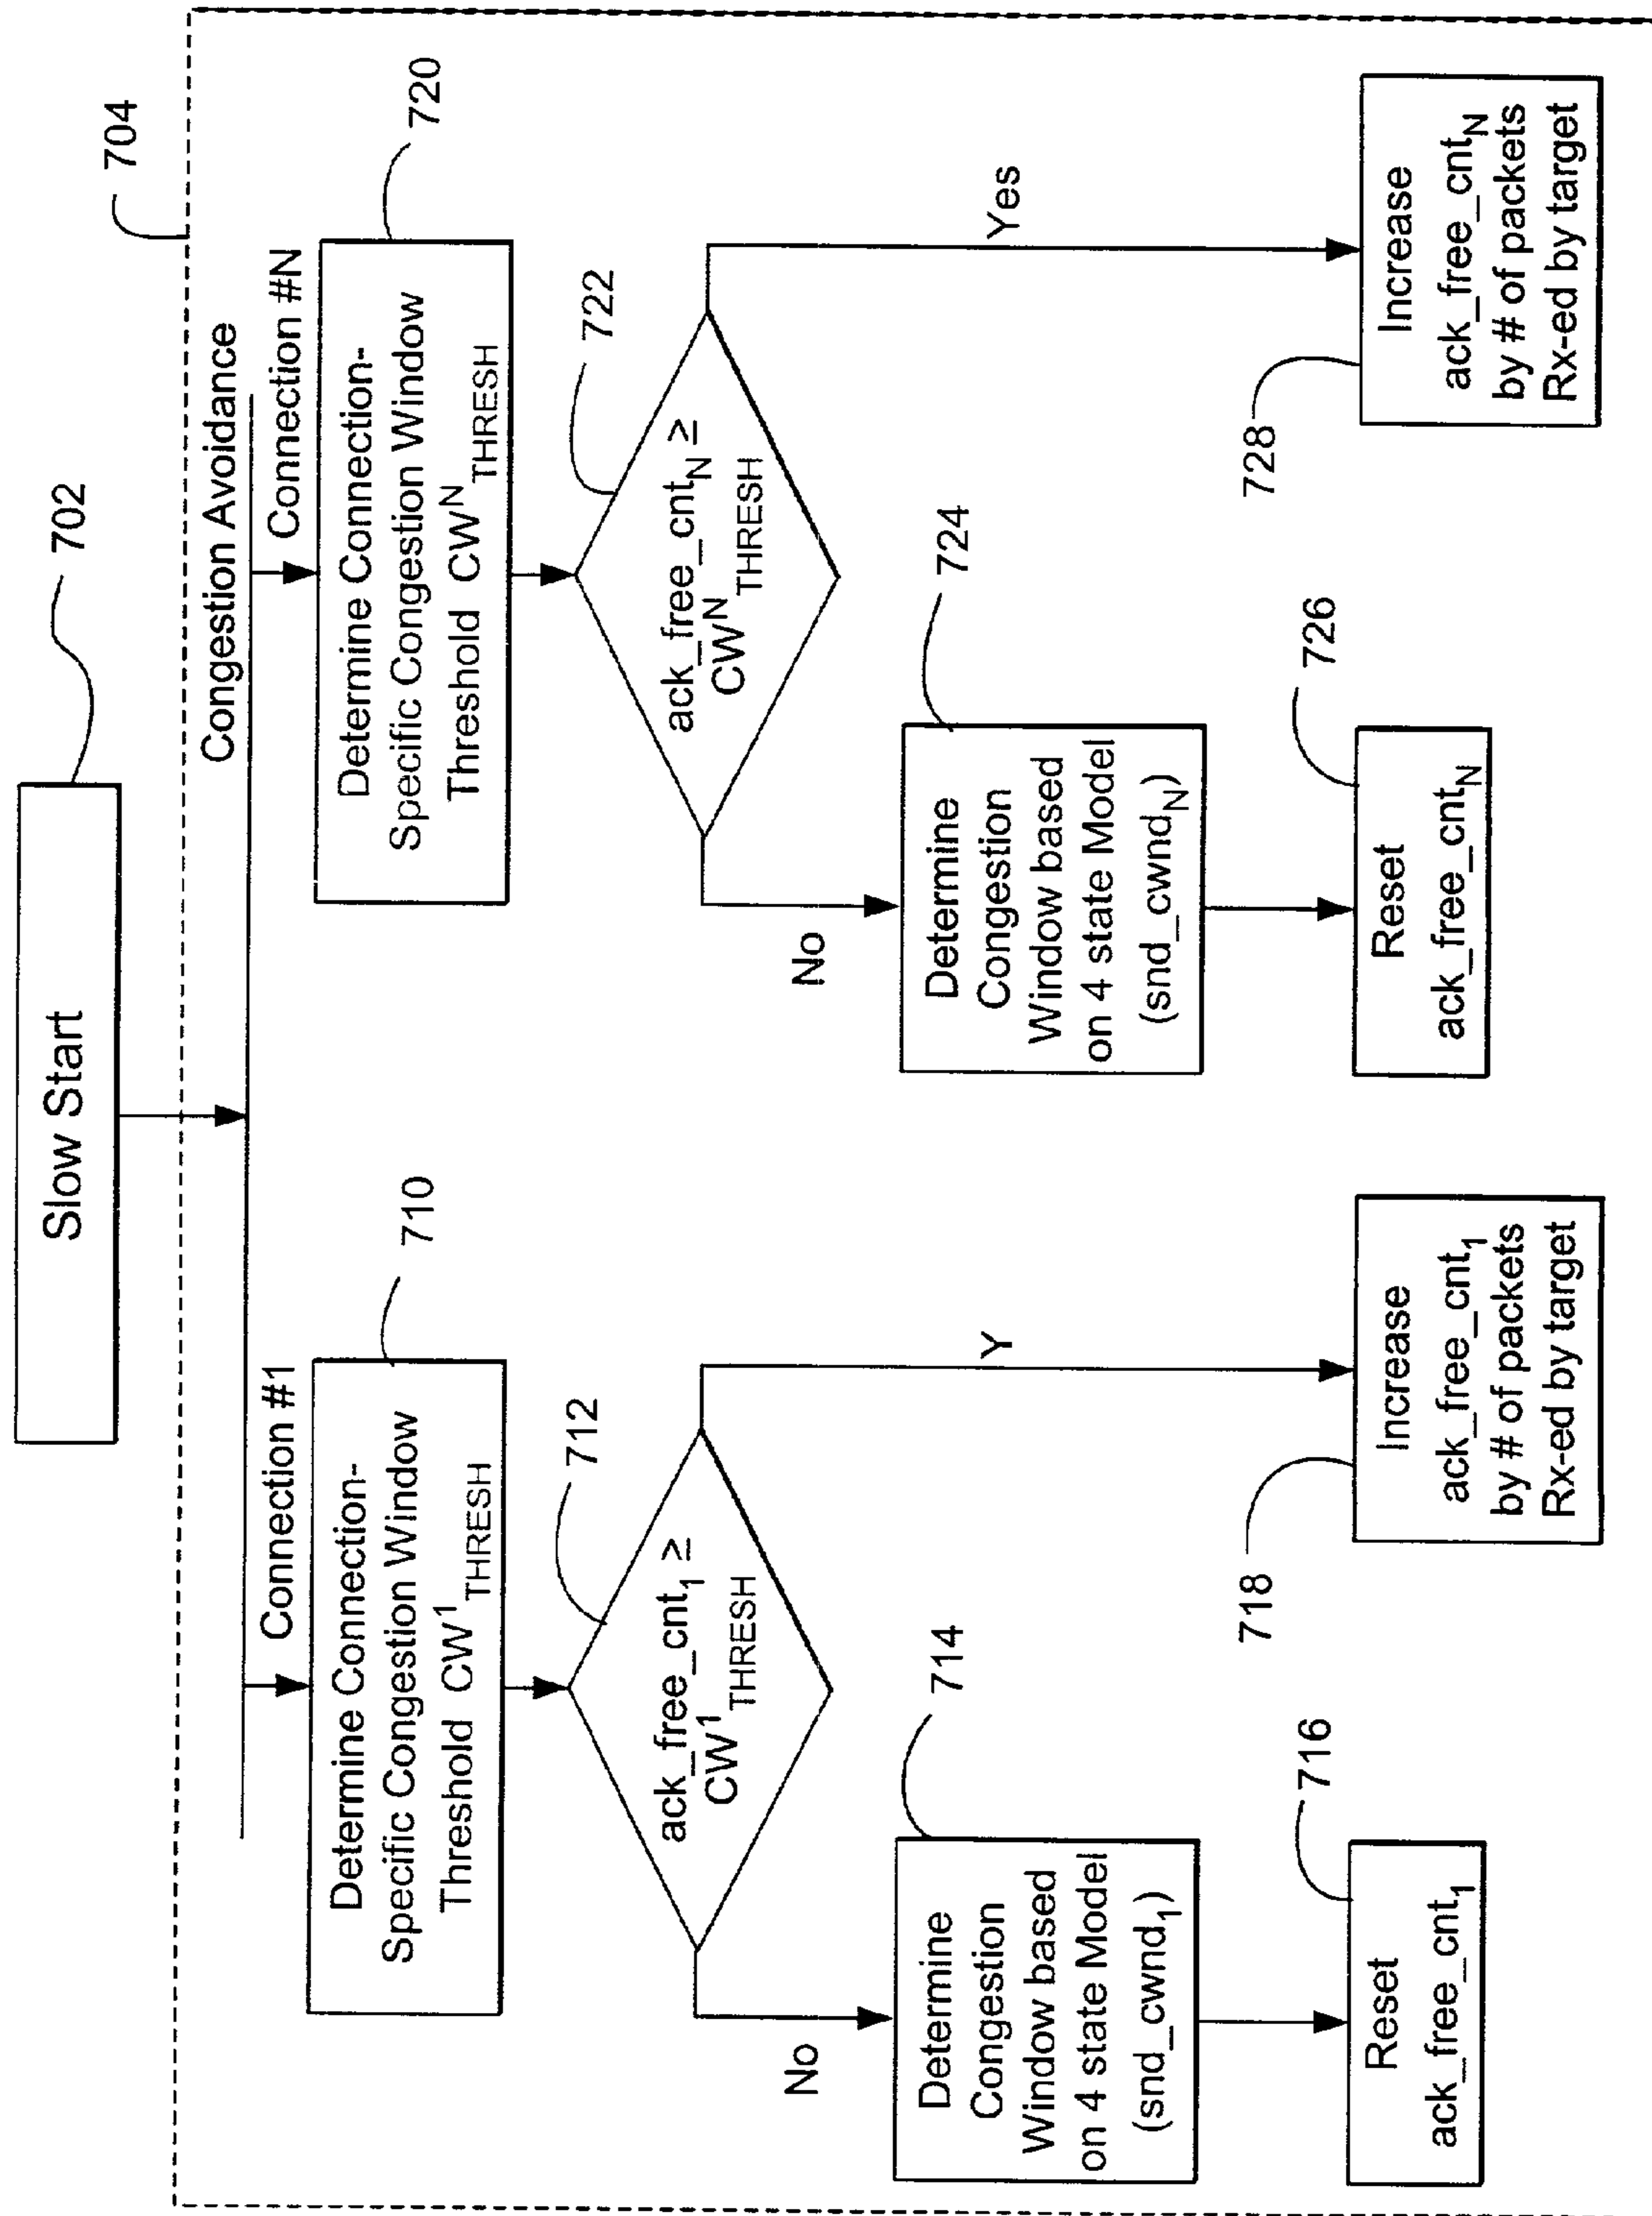 Slow Start
702
704
Congestion Avoidance
Connection #1
Connection #N
Determine Connection-
Specific Congestion Window
Threshold CW¹THRESH
710
Determine Connection-
Specific Congestion Window
Threshold CWᴺTHRESH
720
ack_free_cnt₁ ≥
CW¹THRESH
712
ack_free_cntN ≥
CWᴺTHRESH
722
No
Y
No
Yes
Determine
Congestion
Window based
on 4 state Model
(snd_cwnd₁)
714
Determine
Congestion
Window based
on 4 state Model
(snd_cwndN)
724
Reset
ack_free_cnt₁
716
Increase
ack_free_cnt₁
by # of packets
Rx-ed by target
718
Reset
ack_free_cntN
726
Increase
ack_free_cntN
by # of packets
Rx-ed by target
728